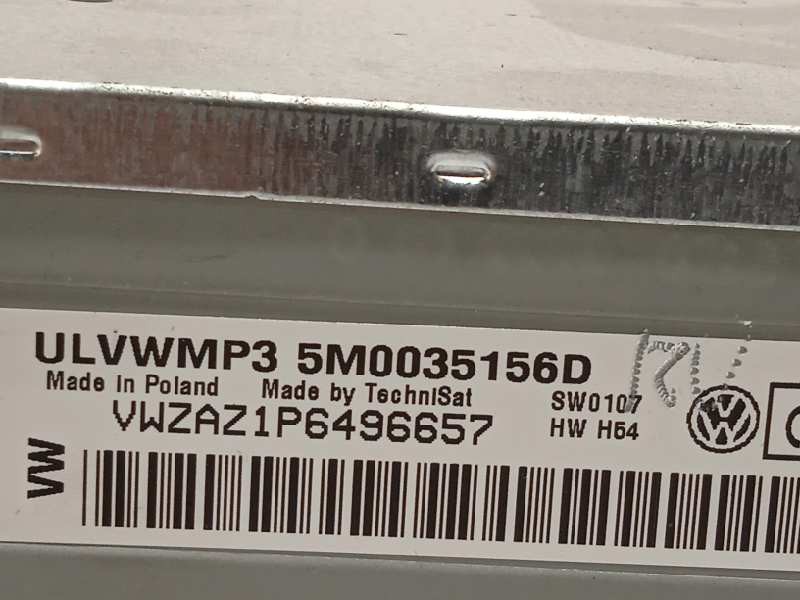 ULVWMP3 5M0035156D
Made in Poland Made by TechniSat
VWZAZ1P6496657
SW0107
HW H54
VW